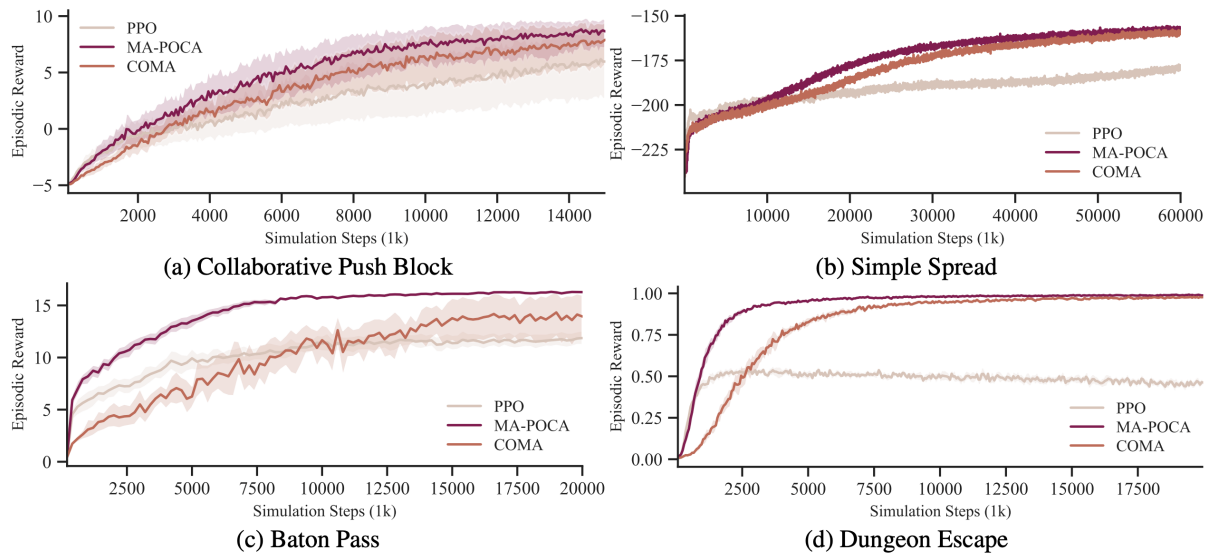 Episodic Reward
10
5
0
−5
PPO
MA-POCA
COMA
2000 4000 6000 8000 10000 12000 14000
Simulation Steps (1k)
(a) Collaborative Push Block
Episodic Reward
−150
−175
−200
−225
PPO
MA-POCA
COMA
10000 20000 30000 40000 50000 60000
Simulation Steps (1k)
(b) Simple Spread
Episodic Reward
15
10
5
0
PPO
MA-POCA
COMA
2500 5000 7500 10000 12500 15000 17500 20000
Simulation Steps (1k)
(c) Baton Pass
Episodic Reward
1.00
0.75
0.50
0.25
0.00
PPO
MA-POCA
COMA
2500 5000 7500 10000 12500 15000 17500
Simulation Steps (1k)
(d) Dungeon Escape